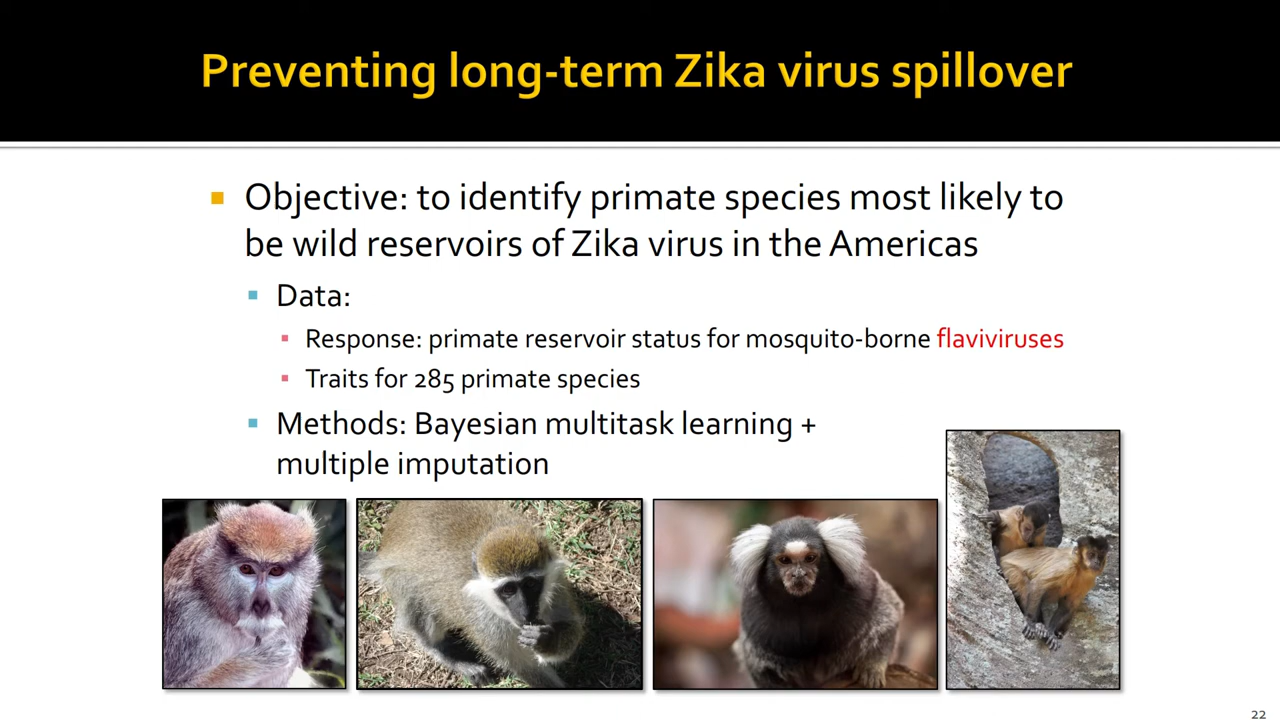 Preventing long-term Zika virus spillover
Objective: to identify primate species most likely to
be wild reservoirs of Zika virus in the Americas
Data:
Response: primate reservoir status for mosquito-borne flaviviruses
Traits for 285 primate species
Methods: Bayesian multitask learning +
multiple imputation
22